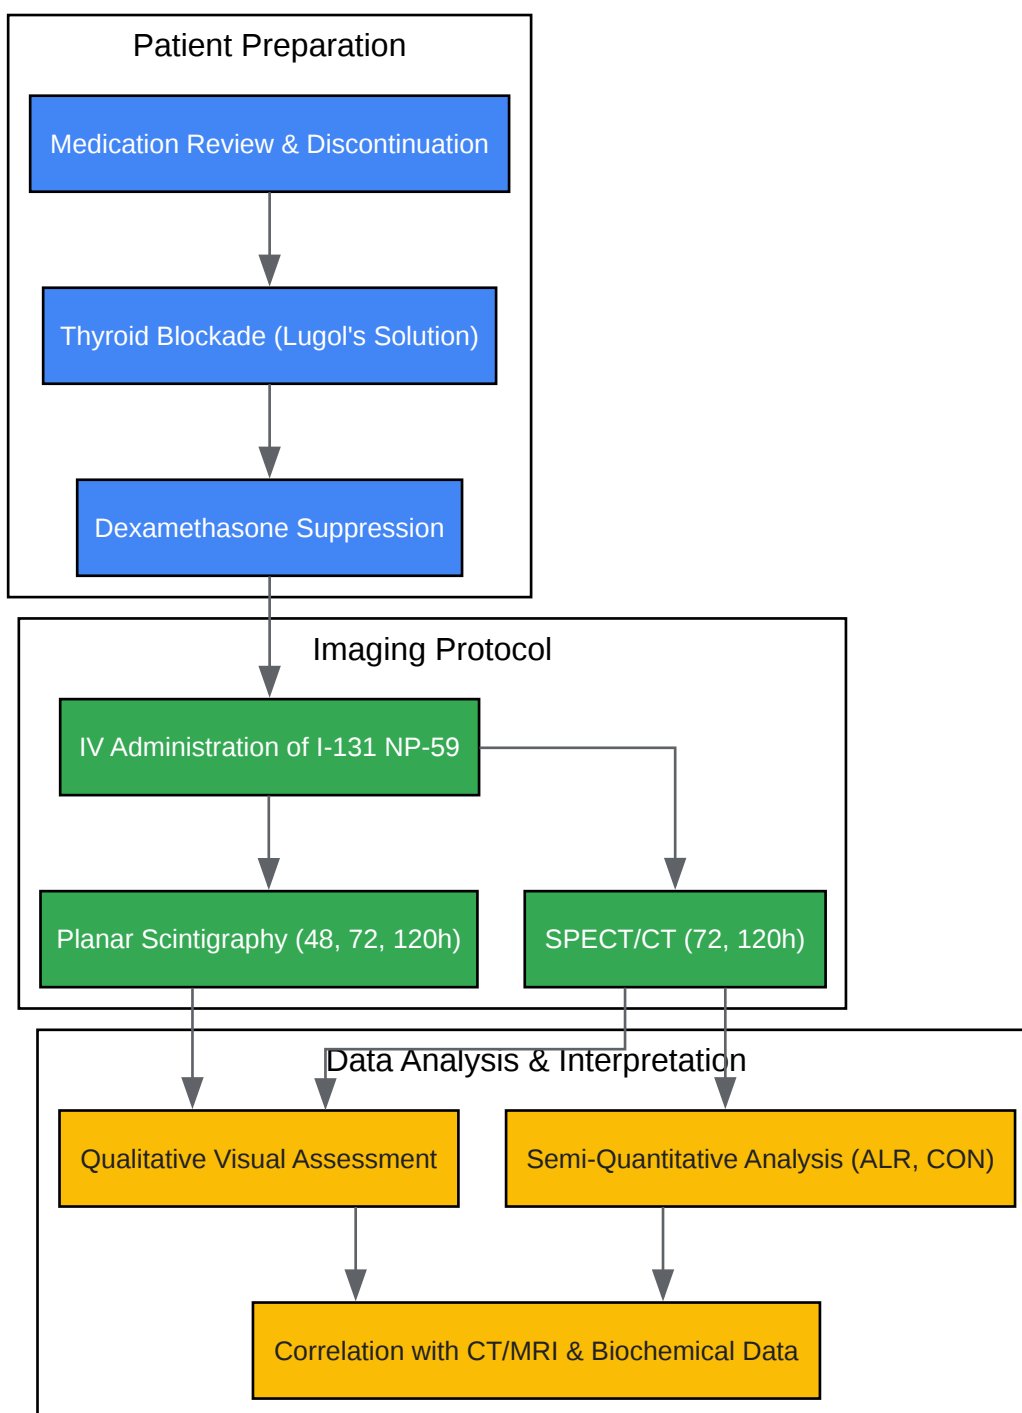 Patient Preparation
Medication Review & Discontinuation
Thyroid Blockade (Lugol's Solution)
Dexamethasone Suppression
Imaging Protocol
IV Administration of I-131 NP-59
Planar Scintigraphy (48, 72, 120h)
SPECT/CT (72, 120h)
Data Analysis & Interpretation
Qualitative Visual Assessment
Semi-Quantitative Analysis (ALR, CON)
Correlation with CT/MRI & Biochemical Data